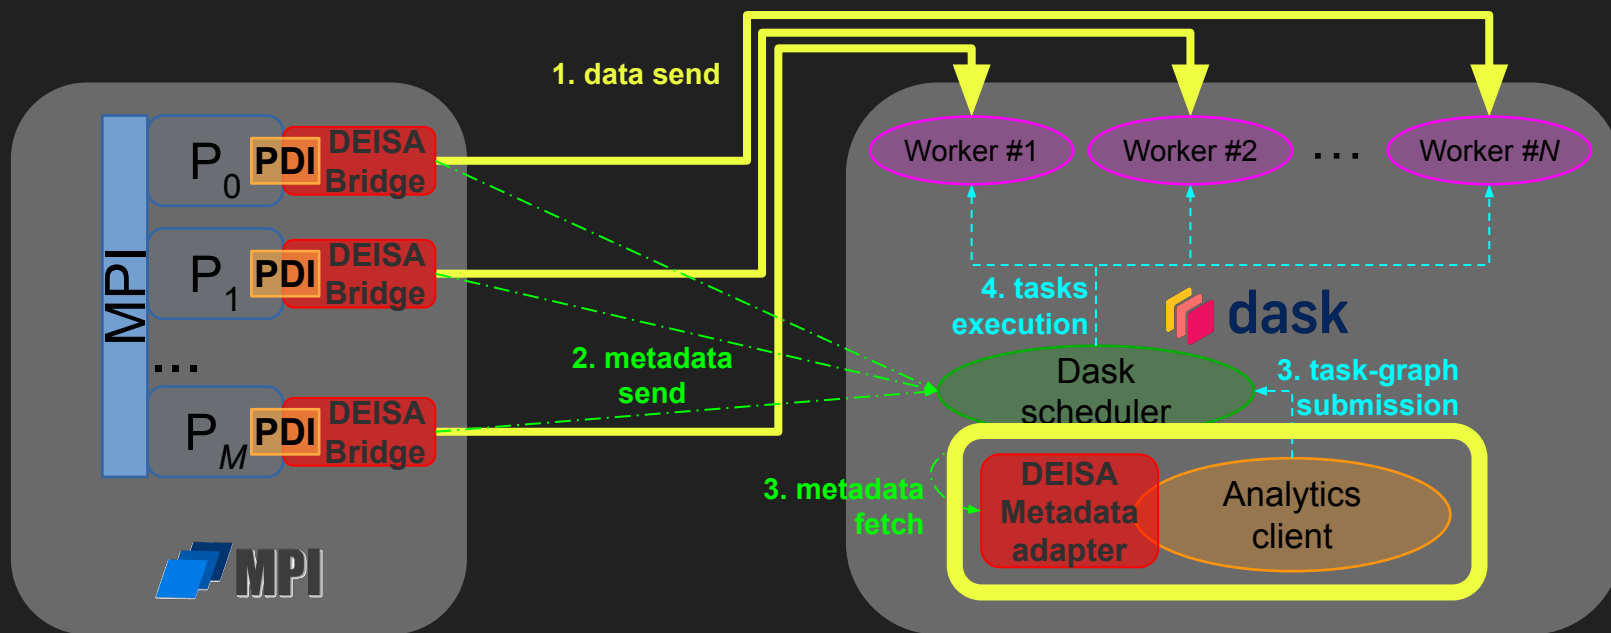 1. data send
MPI
P0
PDI
DEISA
Bridge
P1
PDI
DEISA
Bridge
...
PM
PDI
DEISA
Bridge
MPI
2. metadata
send
Worker #1
Worker #2
...
Worker #N
4. tasks
execution
dask
Dask
scheduler
3. task-graph
submission
3. metadata
fetch
DEISA
Metadata
adapter
Analytics
client